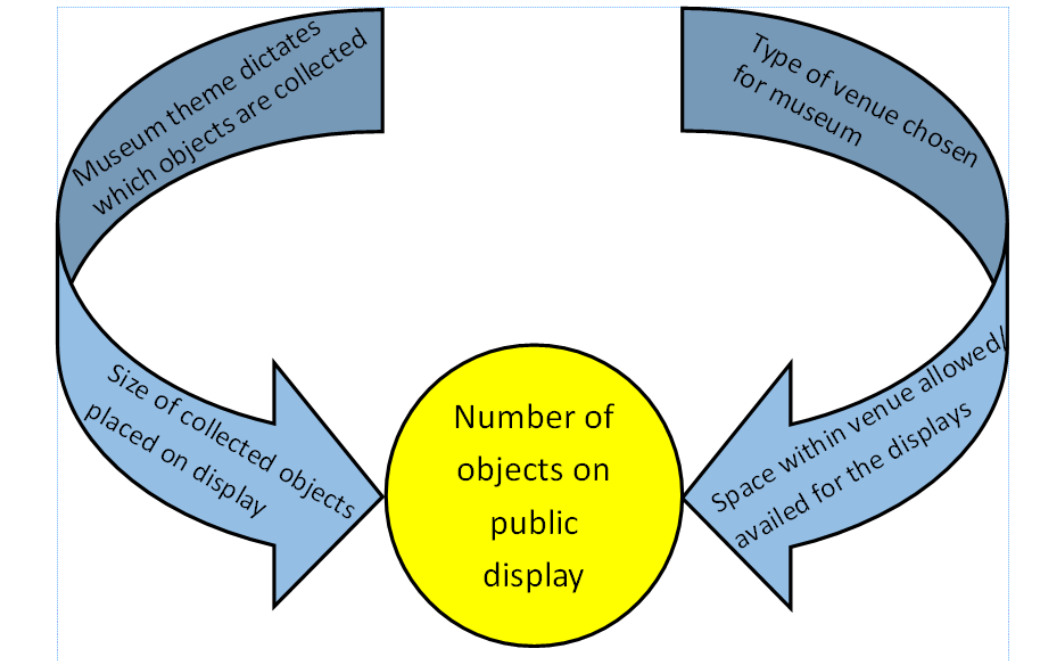 Museum theme dictates
which objects are collected
Type of venue chosen
for museum
Size of collected objects
placed on display
Number of
objects on
public
display
Space within venue allowed/
availed for the displays